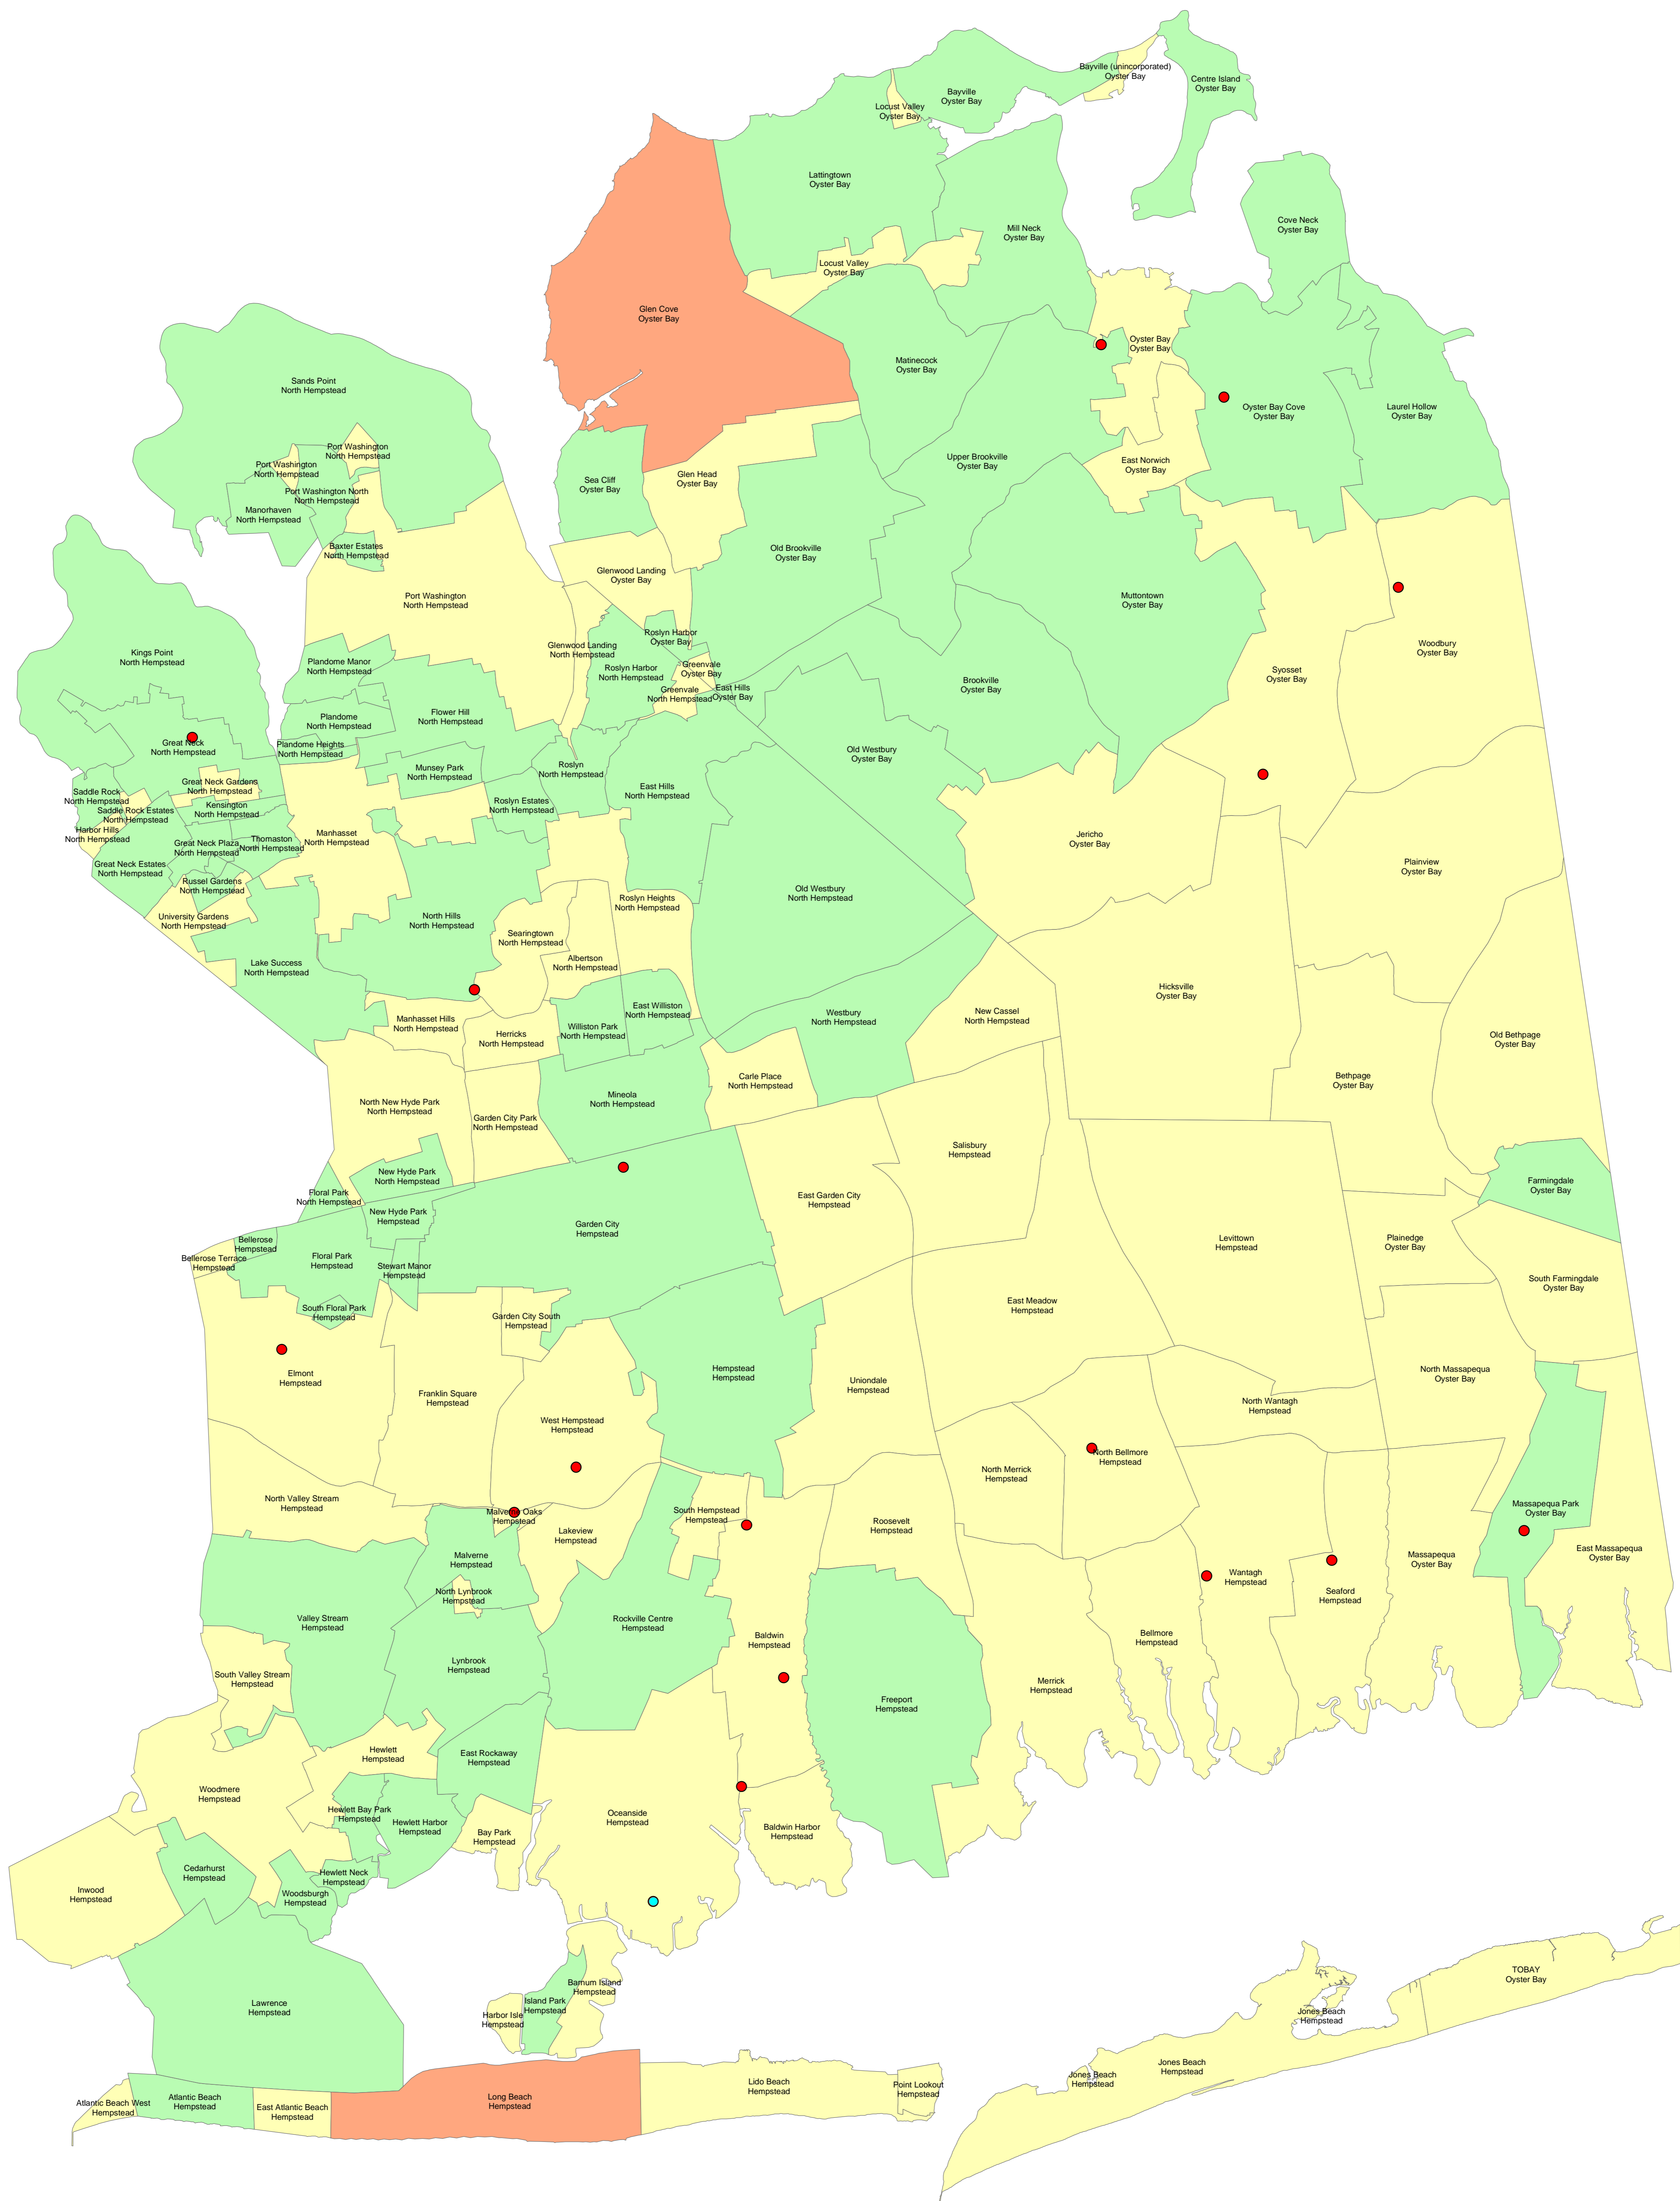 Bayville (unincorporated)
Oyster Bay
Centre Island
Oyster Bay
Bayville
Oyster Bay
Locust Valley
Oyster Bay
Lattingtown
Oyster Bay
Cove Neck
Oyster Bay
Mill Neck
Oyster Bay
Locust Valley
Oyster Bay
Glen Cove
Oyster Bay
Oyster Bay
Oyster Bay
Matinecock
Oyster Bay
Sands Point
North Hempstead
Oyster Bay Cove
Oyster Bay
Laurel Hollow
Oyster Bay
Port Washington
North Hempstead
Port Washington
North Hempstead
Upper Brookville
Oyster Bay
East Norwich
Oyster Bay
Glen Head
Oyster Bay
Sea Cliff
Oyster Bay
Port Washington North
North Hempstead
Manorhaven
North Hempstead
Baxter Estates
North Hempstead
Old Brookville
Oyster Bay
Glenwood Landing
Oyster Bay
Port Washington
North Hempstead
Muttontown
Oyster Bay
Roslyn Harbor
Oyster Bay
Glenwood Landing
North Hempstead
Woodbury
Oyster Bay
Kings Point
North Hempstead
Plandome Manor
North Hempstead
Roslyn Harbor
North Hempstead
Greenvale
Oyster Bay
Syosset
Oyster Bay
Brookville
Oyster Bay
Greenvale
North Hempstead
East Hills
Oyster Bay
Flower Hill
North Hempstead
Plandome
North Hempstead
Great Neck
North Hempstead
Plandome Heights
North Hempstead
Old Westbury
Oyster Bay
Roslyn
North Hempstead
Munsey Park
North Hempstead
Great Neck Gardens
North Hempstead
East Hills
North Hempstead
Saddle Rock
North Hempstead
Roslyn Estates
North Hempstead
Kensington
North Hempstead
Saddle Rock Estates
North Hempstead
Harbor Hills
North Hempstead
Manhasset
North Hempstead
Jericho
Oyster Bay
Thomaston
North Hempstead
Great Neck Plaza
North Hempstead
Great Neck Estates
North Hempstead
Plainview
Oyster Bay
Russel Gardens
North Hempstead
Old Westbury
North Hempstead
Roslyn Heights
North Hempstead
University Gardens
North Hempstead
North Hills
North Hempstead
Searingtown
North Hempstead
Albertson
North Hempstead
Lake Success
North Hempstead
Hicksville
Oyster Bay
East Williston
North Hempstead
Westbury
North Hempstead
New Cassel
North Hempstead
Manhasset Hills
North Hempstead
Williston Park
North Hempstead
Herricks
North Hempstead
Old Bethpage
Oyster Bay
Carle Place
North Hempstead
Bethpage
Oyster Bay
Mineola
North Hempstead
North New Hyde Park
North Hempstead
Garden City Park
North Hempstead
Salisbury
Hempstead
New Hyde Park
North Hempstead
Floral Park
North Hempstead
East Garden City
Hempstead
Farmingdale
Oyster Bay
New Hyde Park
Hempstead
Garden City
Hempstead
Levittown
Hempstead
Plainedge
Oyster Bay
Bellerose
Hempstead
Bellerose Terrace
Hempstead
Floral Park
Hempstead
Stewart Manor
Hempstead
South Farmingdale
Oyster Bay
East Meadow
Hempstead
South Floral Park
Hempstead
Garden City South
Hempstead
Elmont
Hempstead
Hempstead
Hempstead
Uniondale
Hempstead
North Massapequa
Oyster Bay
Franklin Square
Hempstead
North Wantagh
Hempstead
West Hempstead
Hempstead
North Bellmore
Hempstead
North Merrick
Hempstead
North Valley Stream
Hempstead
Malverne Oaks
Hempstead
South Hempstead
Hempstead
Massapequa Park
Oyster Bay
Roosevelt
Hempstead
Lakeview
Hempstead
East Massapequa
Oyster Bay
Malverne
Hempstead
Massapequa
Oyster Bay
Wantagh
Hempstead
Seaford
Hempstead
North Lynbrook
Hempstead
Valley Stream
Hempstead
Rockville Centre
Hempstead
Baldwin
Hempstead
Bellmore
Hempstead
Lynbrook
Hempstead
South Valley Stream
Hempstead
Merrick
Hempstead
Freeport
Hempstead
Hewlett
Hempstead
East Rockaway
Hempstead
Woodmere
Hempstead
Hewlett Bay Park
Hempstead
Hewlett Harbor
Hempstead
Oceanside
Hempstead
Bay Park
Hempstead
Baldwin Harbor
Hempstead
Cedarhurst
Hempstead
Hewlett Neck
Hempstead
Inwood
Hempstead
Woodsburgh
Hempstead
TOBAY
Oyster Bay
Barnum Island
Hempstead
Lawrence
Hempstead
Island Park
Hempstead
Harbor Isle
Hempstead
Jones Beach
Hempstead
Jones Beach
Hempstead
Jones Beach
Hempstead
Lido Beach
Hempstead
Point Lookout
Hempstead
Long Beach
Hempstead
Atlantic Beach
Hempstead
Atlantic Beach West
Hempstead
East Atlantic Beach
Hempstead